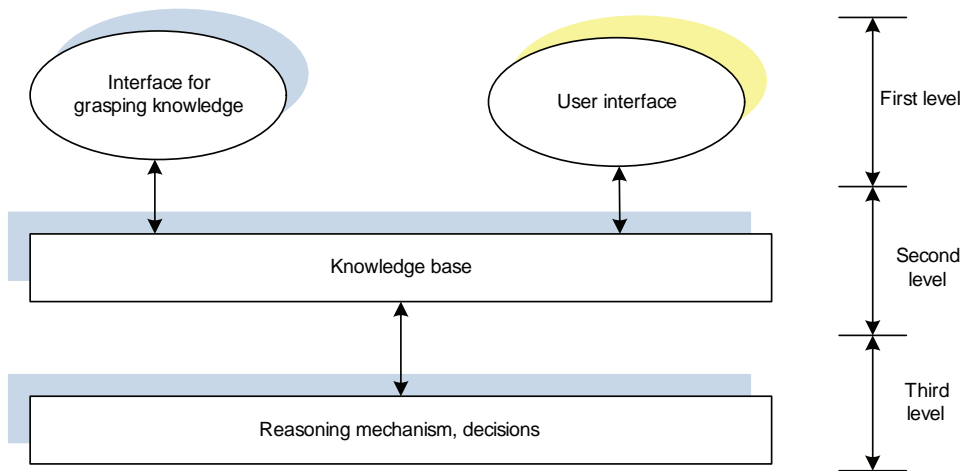 Interface for
grasping knowledge
User interface
First level
Knowledge base
Second
level
Reasoning mechanism, decisions
Third
level